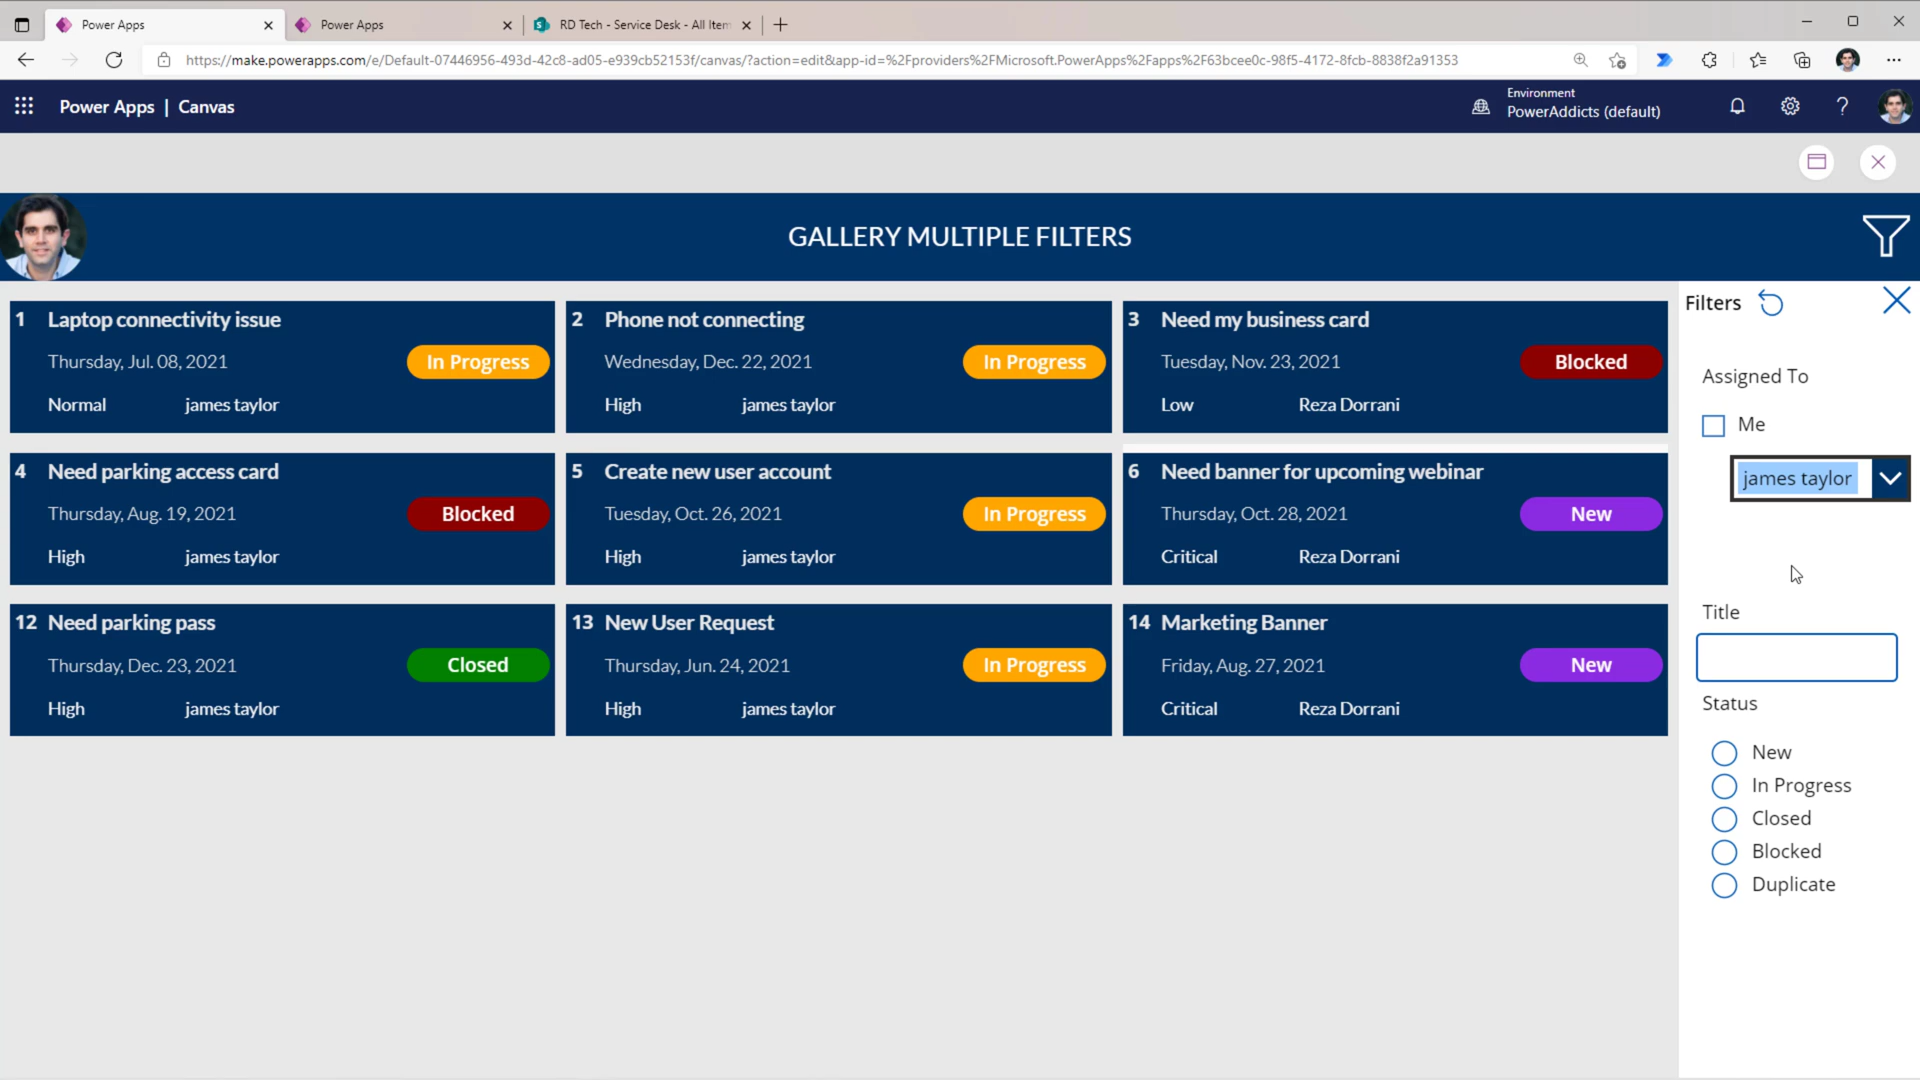 Power Apps
Power Apps
RD Tech - Service Desk - All Item
https://make.powerapps.com/e/Default-07446956-493d-42c8-ad05-e939cb52153f/canvas/?action=edit&app-id=%2Fproviders%2FMicrosoft.PowerApps%2Fapps%2F63bcee0c-98f5-4172-8fcb-8838f2a91353
Power Apps | Canvas
Environment
PowerAddicts (default)
GALLERY MULTIPLE FILTERS
1 Laptop connectivity issue
Thursday, Jul. 08, 2021
In Progress
Normal james taylor
2 Phone not connecting
Wednesday, Dec. 22, 2021
In Progress
High james taylor
3 Need my business card
Tuesday, Nov. 23, 2021
Blocked
Low Reza Dorrani
4 Need parking access card
Thursday, Aug. 19, 2021
Blocked
High james taylor
5 Create new user account
Tuesday, Oct. 26, 2021
In Progress
High james taylor
6 Need banner for upcoming webinar
Thursday, Oct. 28, 2021
New
Critical Reza Dorrani
12 Need parking pass
Thursday, Dec. 23, 2021
Closed
High james taylor
13 New User Request
Thursday, Jun. 24, 2021
In Progress
High james taylor
14 Marketing Banner
Friday, Aug. 27, 2021
New
Critical Reza Dorrani
Filters
Assigned To
Me
james taylor
Title
Status
New
In Progress
Closed
Blocked
Duplicate